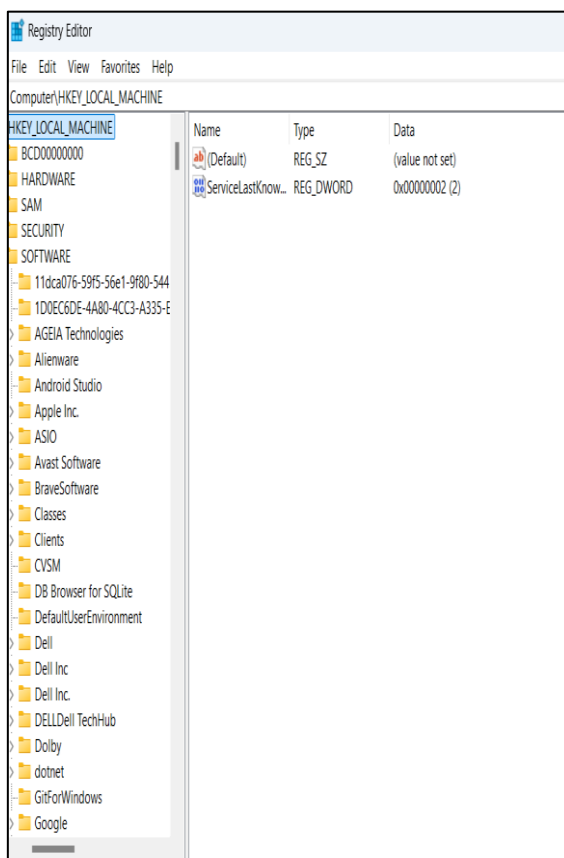 Registry Editor
File Edit View Favorites Help
Computer\HKEY_LOCAL_MACHINE
HKEY_LOCAL_MACHINE
BCD00000000
HARDWARE
SAM
SECURITY
SOFTWARE
11dca076-59f5-56e1-9f80-544
1D0EC6DE-4A80-4CC3-A335-E
AGEIA Technologies
Alienware
Android Studio
Apple Inc.
ASIO
Avast Software
BraveSoftware
Classes
Clients
CVSM
DB Browser for SQLite
DefaultUserEnvironment
Dell
Dell Inc
Dell Inc.
DELLDell TechHub
Dolby
dotnet
GitForWindows
Google
Name Type Data
(Default) REG_SZ (value not set)
ServiceLastKnow... REG_DWORD 0x00000002 (2)